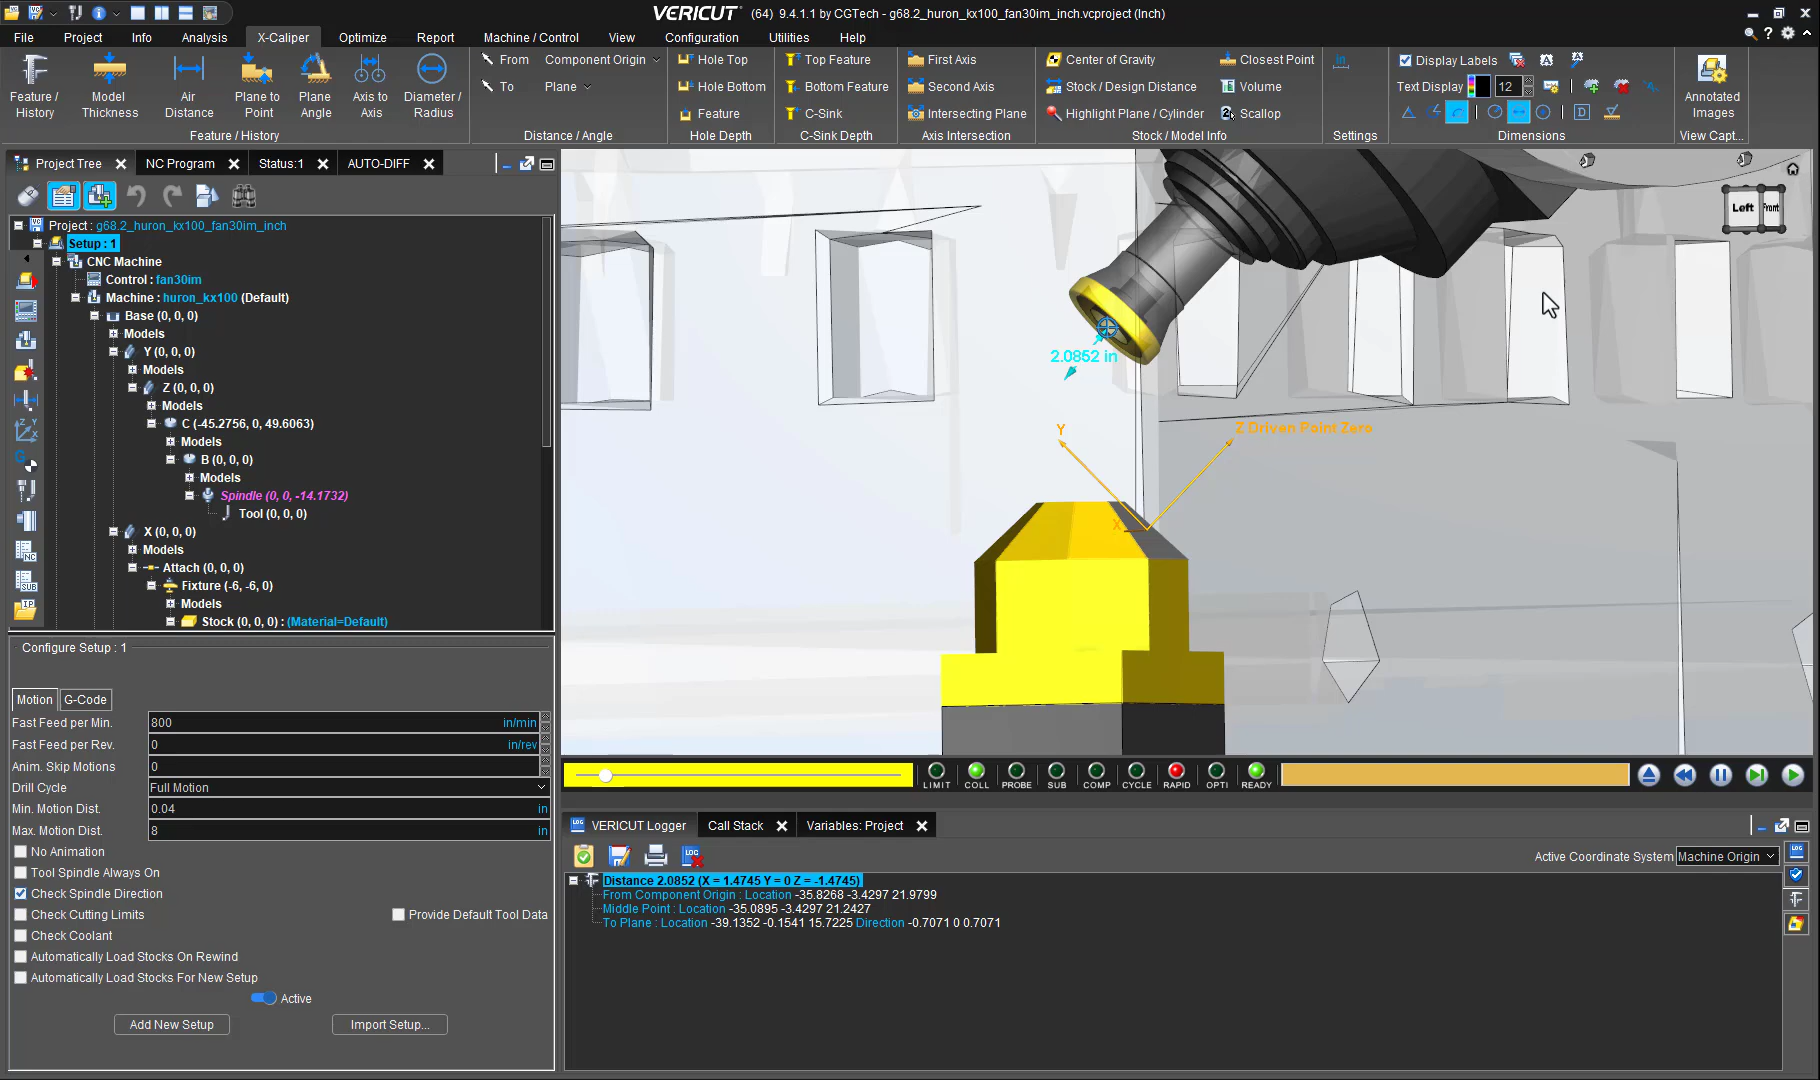 VERICUT (64) 9.4.1.1 by CGTech - g68.2_huron_kx100_fan30im_inch.vcproject (Inch)
File Project Info Analysis X-Caliper Optimize Report Machine / Control View Configuration Utilities Help
Feature / History
Model Thickness
Air Distance
Plane to Point
Plane Angle
Axis to Axis
Diameter / Radius
Feature / History
From Component Origin
To Plane
Distance / Angle
Hole Top
Hole Bottom
Feature
Hole Depth
Top Feature
Bottom Feature
C-Sink
C-Sink Depth
First Axis
Second Axis
Intersecting Plane
Axis Intersection
Center of Gravity
Stock / Design Distance
Highlight Plane / Cylinder
Closest Point
Volume
Scallop
Stock / Model Info
in
Settings
Display Labels
Text Display 12
Dimensions
Annotated Images
View Capt...
Project Tree NC Program Status:1 AUTO-DIFF
Project : g68.2_huron_kx100_fan30im_inch
Setup : 1
CNC Machine
Control : fan30im
Machine : huron_kx100 (Default)
Base (0, 0, 0)
Models
Y (0, 0, 0)
Models
Z (0, 0, 0)
Models
C (-45.2756, 0, 49.6063)
Models
B (0, 0, 0)
Models
Spindle (0, 0, -14.1732)
Tool (0, 0, 0)
X (0, 0, 0)
Models
Attach (0, 0, 0)
Fixture (-6, -6, 0)
Models
Stock (0, 0, 0) : (Material=Default)
Configure Setup : 1
Motion G-Code
Fast Feed per Min. 800 in/min
Fast Feed per Rev. 0 in/rev
Anim. Skip Motions 0
Drill Cycle Full Motion
Min. Motion Dist. 0.04 in
Max. Motion Dist. 8 in
No Animation
Tool Spindle Always On
Check Spindle Direction
Check Cutting Limits Provide Default Tool Data
Check Coolant
Automatically Load Stocks On Rewind
Automatically Load Stocks For New Setup
Active
Add New Setup Import Setup...
Left Front
2.0852 in
Y
Z Driven Point Zero
X
LIMIT COLL PROBE SUB COMP CYCLE RAPID OPTI READY
VERICUT Logger Call Stack Variables: Project
Active Coordinate System Machine Origin
Distance 2.0852 (X = 1.4745 Y = 0 Z = -1.4745)
From Component Origin : Location -35.8268 -3.4297 21.9799
Middle Point : Location -35.0895 -3.4297 21.2427
To Plane : Location -39.1352 -0.1541 15.7225 Direction -0.7071 0 0.7071